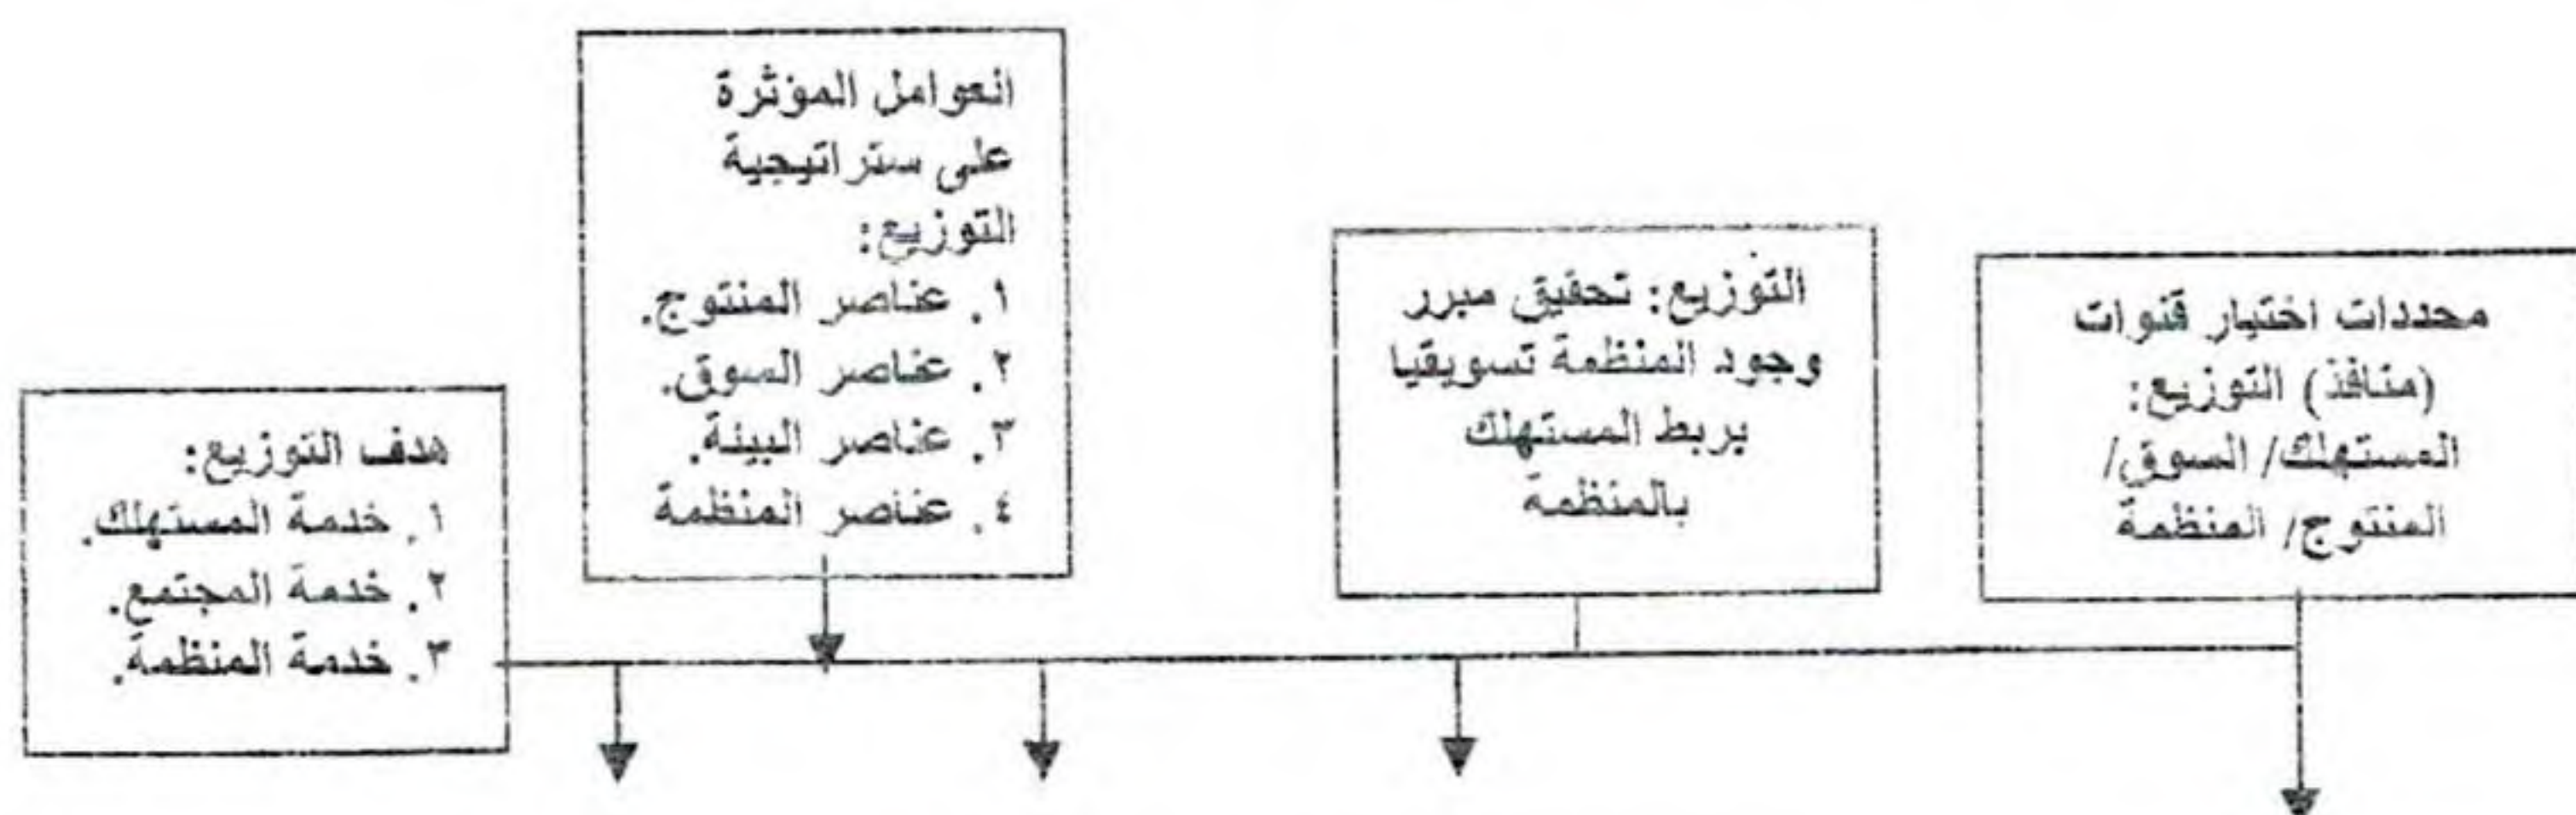 محددات اختيار قنوات
(منافذ) التوزيع:
المستهلك/ السوق/
المنتوج/ المنظمة
التوزيع: تحقيق مبرر
وجود المنظمة تسويقيا
بربط المستهلك
بالمنظمة
العوامل المؤثرة
على ستراتيجية
التوزيع:
١. عناصر المنتوج.
٢. عناصر السوق.
٣. عناصر البيئة.
٤. عناصر المنظمة
هدف التوزيع:
١. خدمة المستهلك.
٢. خدمة المجتمع.
٣. خدمة المنظمة.